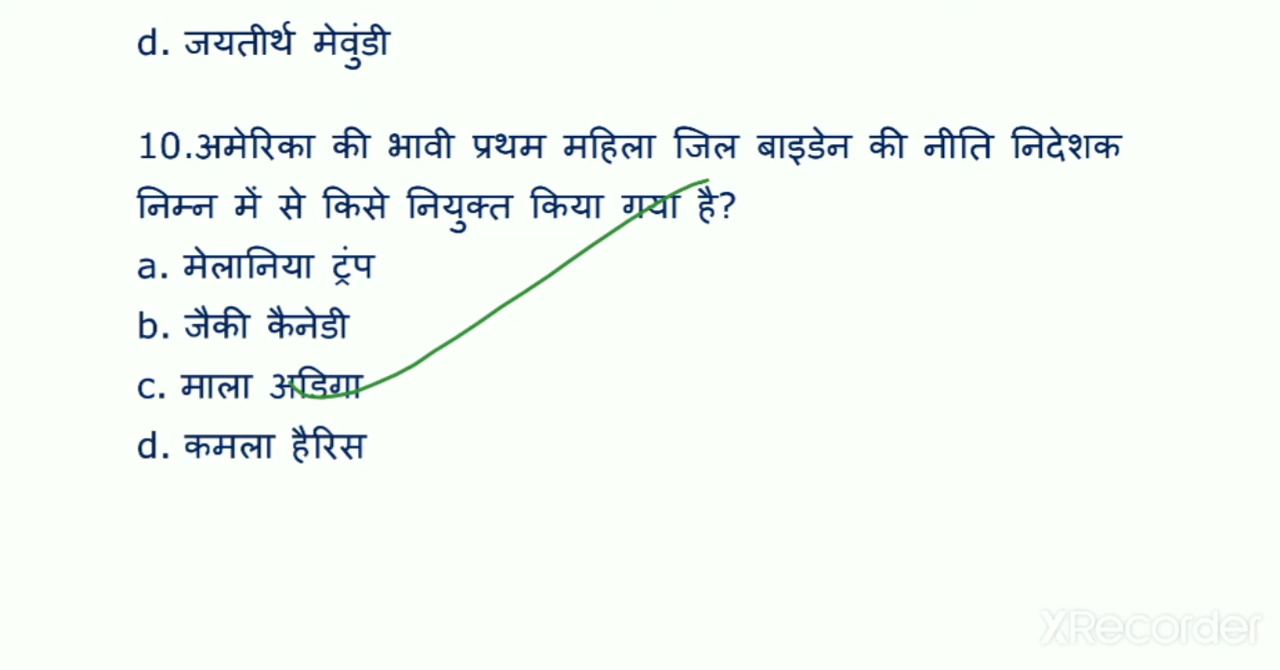 d. जयतीर्थ मेवुंडी
10.अमेरिका की भावी प्रथम महिला जिल बाइडेन की नीति निदेशक
निम्न में से किसे नियुक्त किया गया है?
a. मेलानिया ट्रंप
b. जैकी कैनेडी
c. माला अडिगा
d. कमला हैरिस
XRecorder